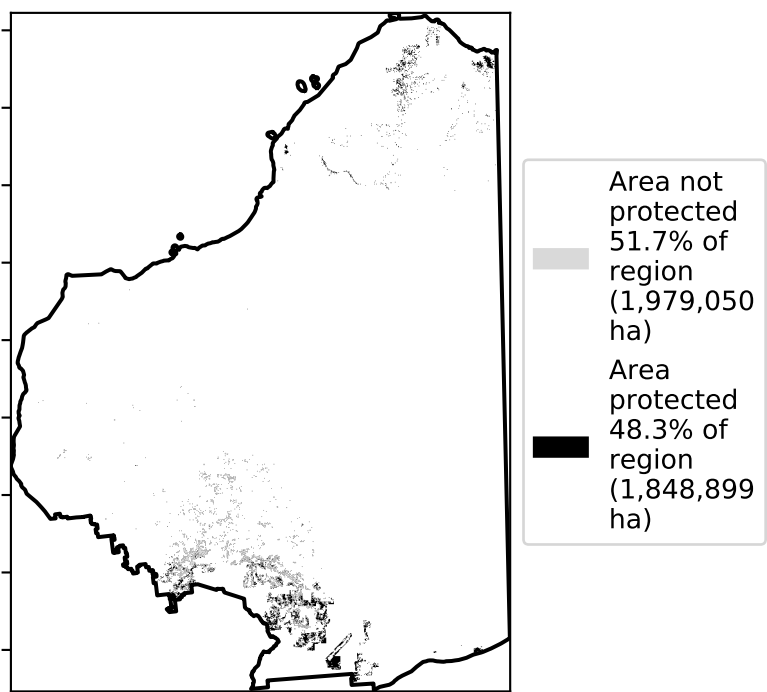 Area not
protected
51.7% of
region
(1,979,050
ha)
Area
protected
48.3% of
region
(1,848,899
ha)